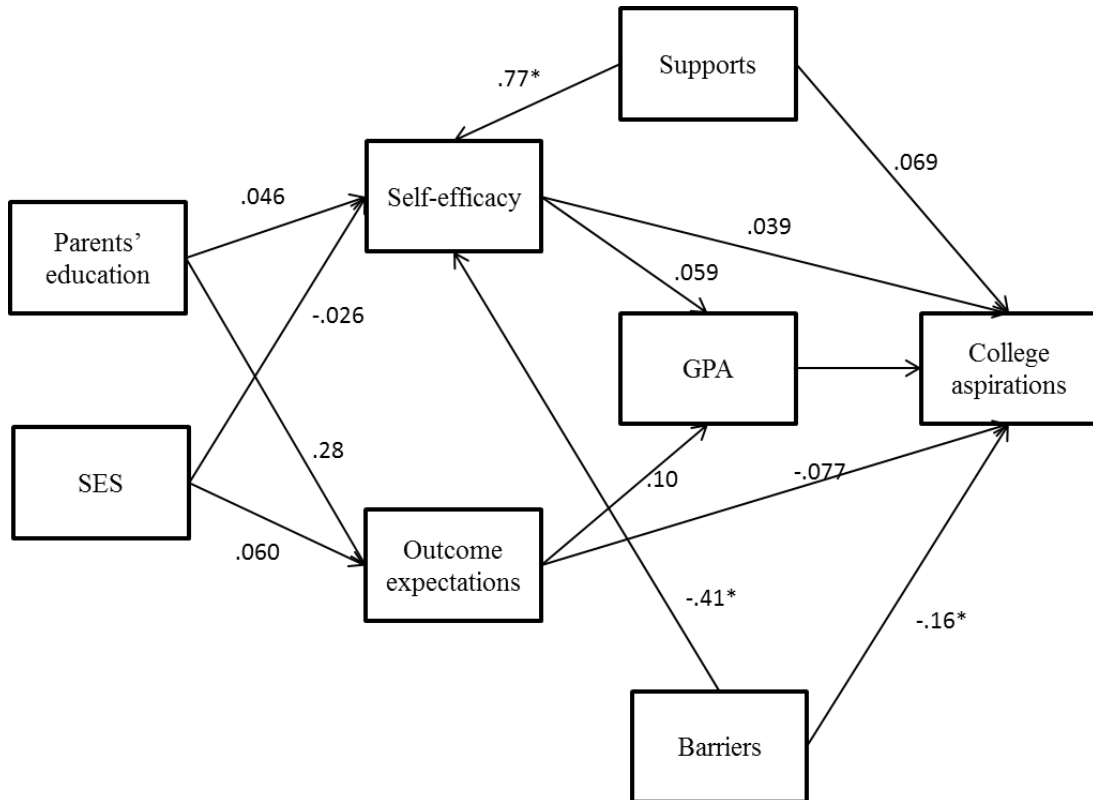 Supports
.77*
.069
Self-efficacy
.046
.039
Parents’
education
.059
-.026
GPA
College
aspirations
.28
SES
.10
-.077
.060
Outcome
expectations
-.41*
-.16*
Barriers